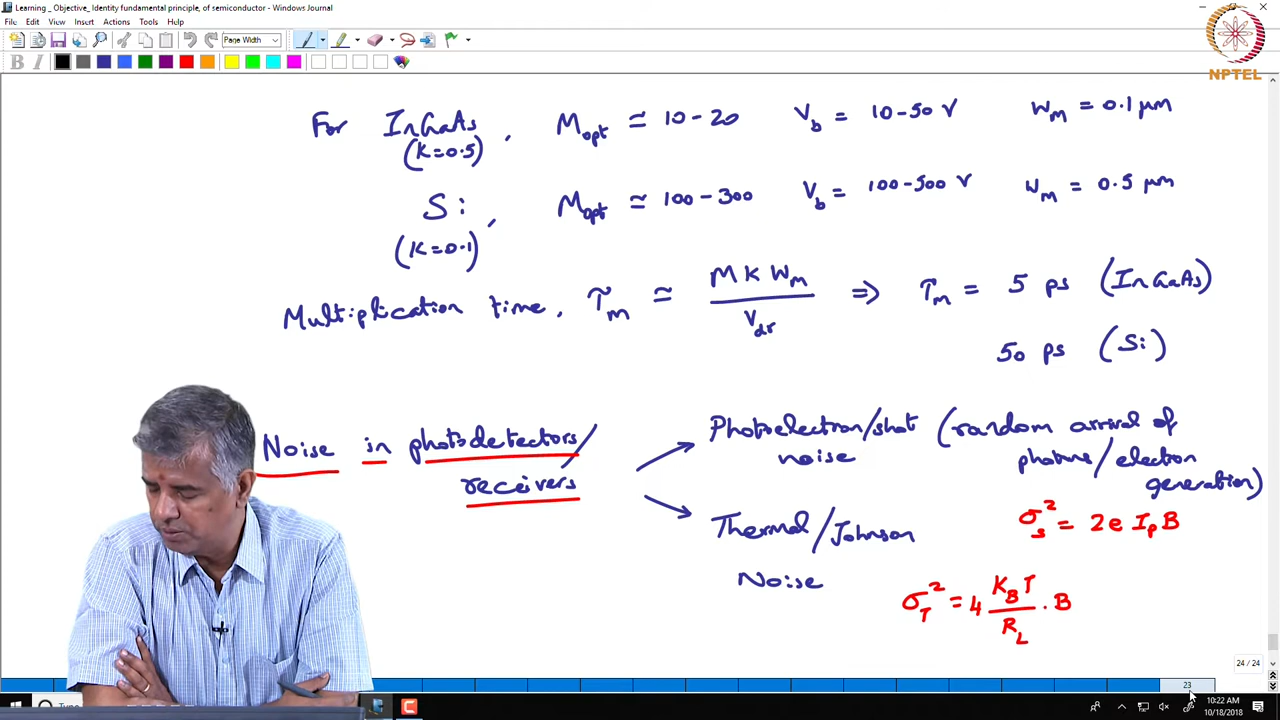 Learning _ Objective_ Identity fundamental principle, of semiconductor - Windows Journal
File Edit View Insert Actions Tools Help
Page Width
B I
NPTEL
For InGaAs, Mopt ≃ 10-20 Vb = 10-50 V Wm = 0.1 μm
(K=0.5)
Si, Mopt ≃ 100-300 Vb = 100-500 V Wm = 0.5 μm
(K=0.1)
Multiplication time, τm ≃ M K Wm / Vdr ⇒ τm = 5 ps (InGaAs)
50 ps (Si)
Noise in photodetectors/
receivers
Photoelectron/shot noise (random arrival of
photons/electron
generation)
σs² = 2e Ip B
Thermal/Johnson
Noise
σT² = 4 KB T / RL . B
24 / 24
23
10:22 AM
10/18/2018